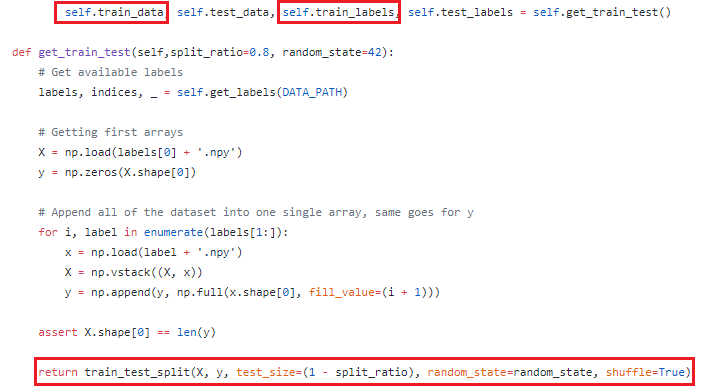 self.train_data, self.test_data, self.train_labels, self.test_labels = self.get_train_test()
def get_train_test(self,split_ratio=0.8, random_state=42):
# Get available labels
labels, indices, _ = self.get_labels(DATA_PATH)
# Getting first arrays
X = np.load(labels[0] + '.npy')
y = np.zeros(X.shape[0])
# Append all of the dataset into one single array, same goes for y
for i, label in enumerate(labels[1:]):
x = np.load(label + '.npy')
X = np.vstack((X, x))
y = np.append(y, np.full(x.shape[0], fill_value=(i + 1)))
assert X.shape[0] == len(y)
return train_test_split(X, y, test_size=(1 - split_ratio), random_state=random_state, shuffle=True)